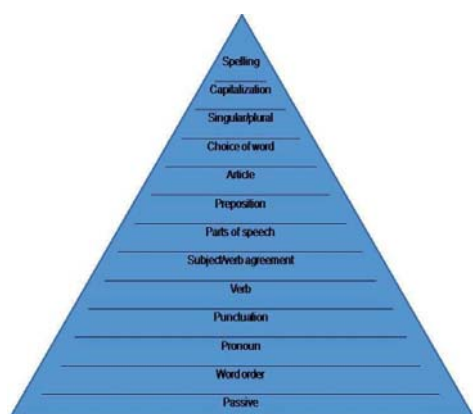 Spelling
Capitalization
Singular/plural
Choice of word
Article
Preposition
Parts of speech
Subject/verb agreement
Verb
Punctuation
Pronoun
Word order
Passive